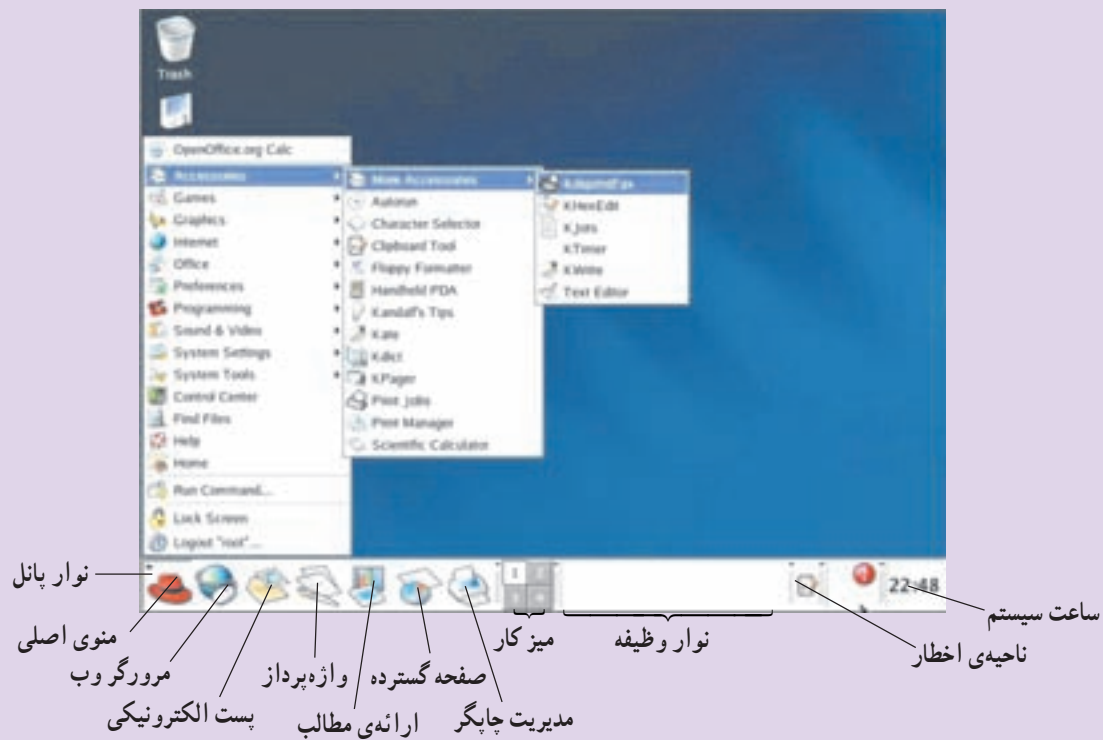 Trash
OpenOffice.org Calc
Accessories
Games
Graphics
Internet
Office
Preferences
Programming
Sound & Video
System Settings
System Tools
Control Center
Find Files
Help
Home
Run Command...
Lock Screen
Logout "root"...
More Accessories
Autorun
Character Selector
Clipboard Tool
Floppy Formatter
Handheld PDA
Kandalf's Tips
Kate
Kdict
KPager
Print Jobs
Print Manager
Scientific Calculator
KHexEdit
KJots
KTimer
KWrite
Text Editor
1
22:48
نوار پانل
منوی اصلی
مرورگر وب
پست الکترونیکی
واژه‌پرداز
ارائه‌ی مطالب
صفحه گسترده
مدیریت چاپگر
میز کار
نوار وظیفه
ناحیه‌ی اخطار
ساعت سیستم